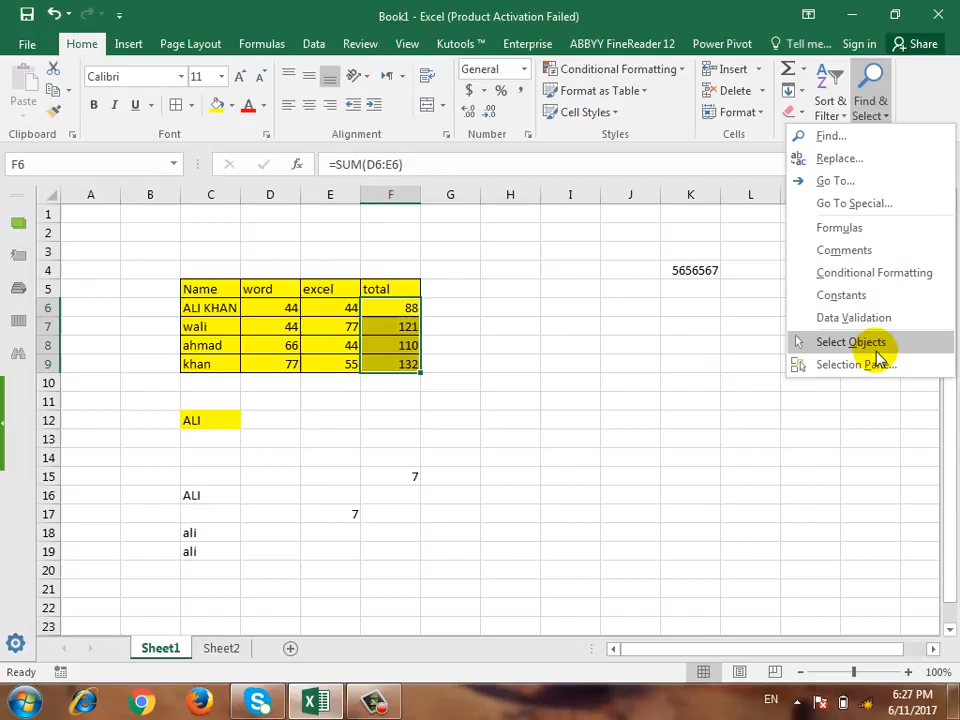 Book1 - Excel (Product Activation Failed)
File Home Insert Page Layout Formulas Data Review View Kutools ™ Enterprise ABBYY FineReader 12 Power Pivot Tell me... Sign in Share
Paste
Calibri 11
B I U
General
$ % ,
Conditional Formatting
Format as Table
Cell Styles
Insert
Delete
Format
Sort &
Filter
Find &
Select
Clipboard Font Alignment Number Styles Cells
F6 fx =SUM(D6:E6)
Find...
Replace...
Go To...
Go To Special...
Formulas
Comments
Conditional Formatting
Constants
Data Validation
Select Objects
Selection
A B C D E F G H I J K L
1
2
3
4 5656567
5 Name word excel total
6 ALI KHAN 44 44 88
7 wali 44 77 121
8 ahmad 66 44 110
9 khan 77 55 132
10
11
12 ALI
13
14
15 7
16 ALI
17 7
18 ali
19 ali
20
21
22
23
Sheet1 Sheet2
Ready 100%
EN 6:27 PM
6/11/2017